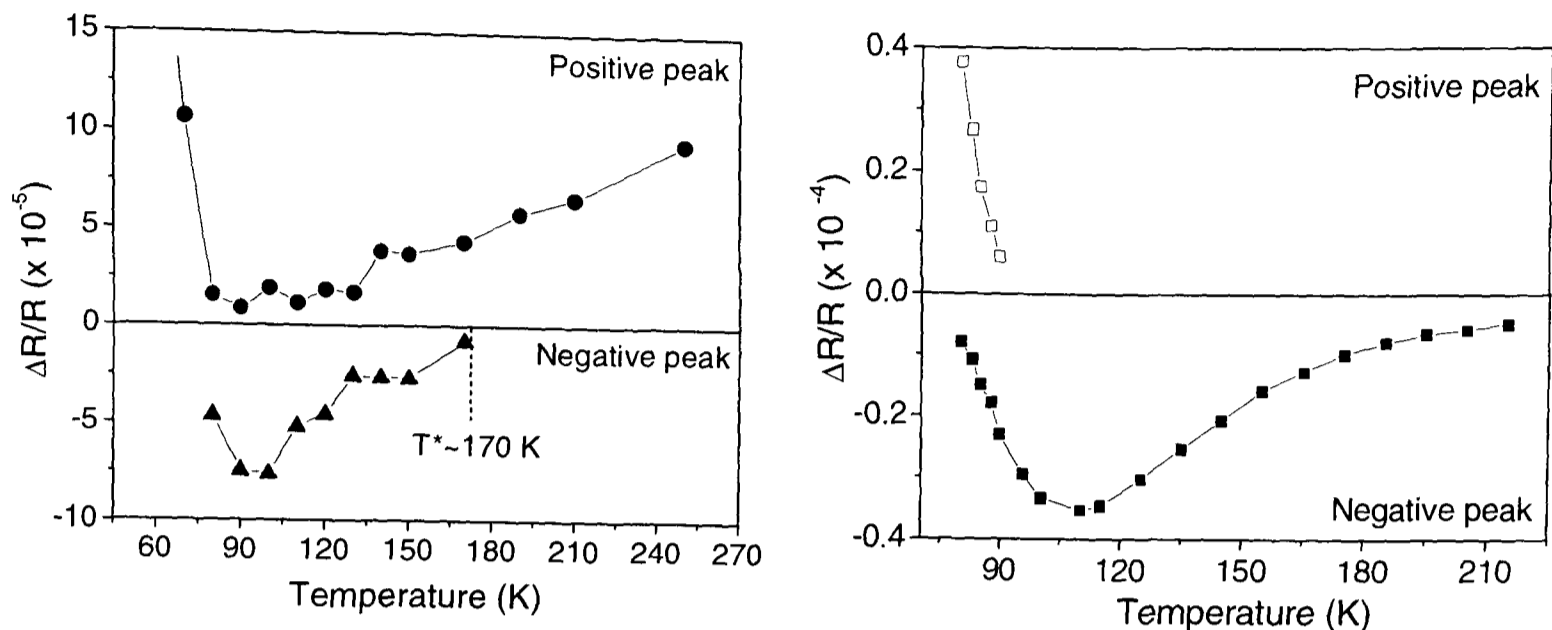 15
10
5
0
-5
-10
ΔR/R (x 10⁻⁵)
Positive peak
Negative peak
T*~170 K
60 90 120 150 180 210 240 270
Temperature (K)
0.4
0.2
0.0
-0.2
-0.4
ΔR/R (x 10⁻⁴)
Positive peak
Negative peak
90 120 150 180 210
Temperature (K)